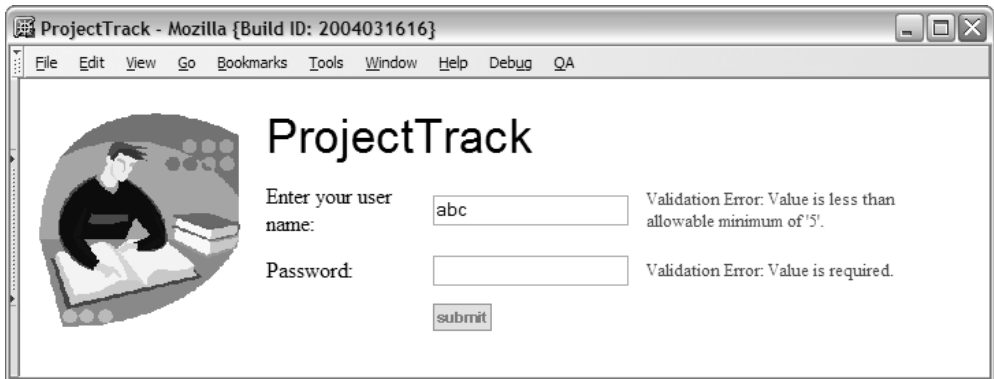 ProjectTrack - Mozilla {Build ID: 2004031616}
File Edit View Go Bookmarks Tools Window Help Debug QA
ProjectTrack
Enter your user
name:
abc
Validation Error: Value is less than
allowable minimum of '5'.
Password:
Validation Error: Value is required.
submit